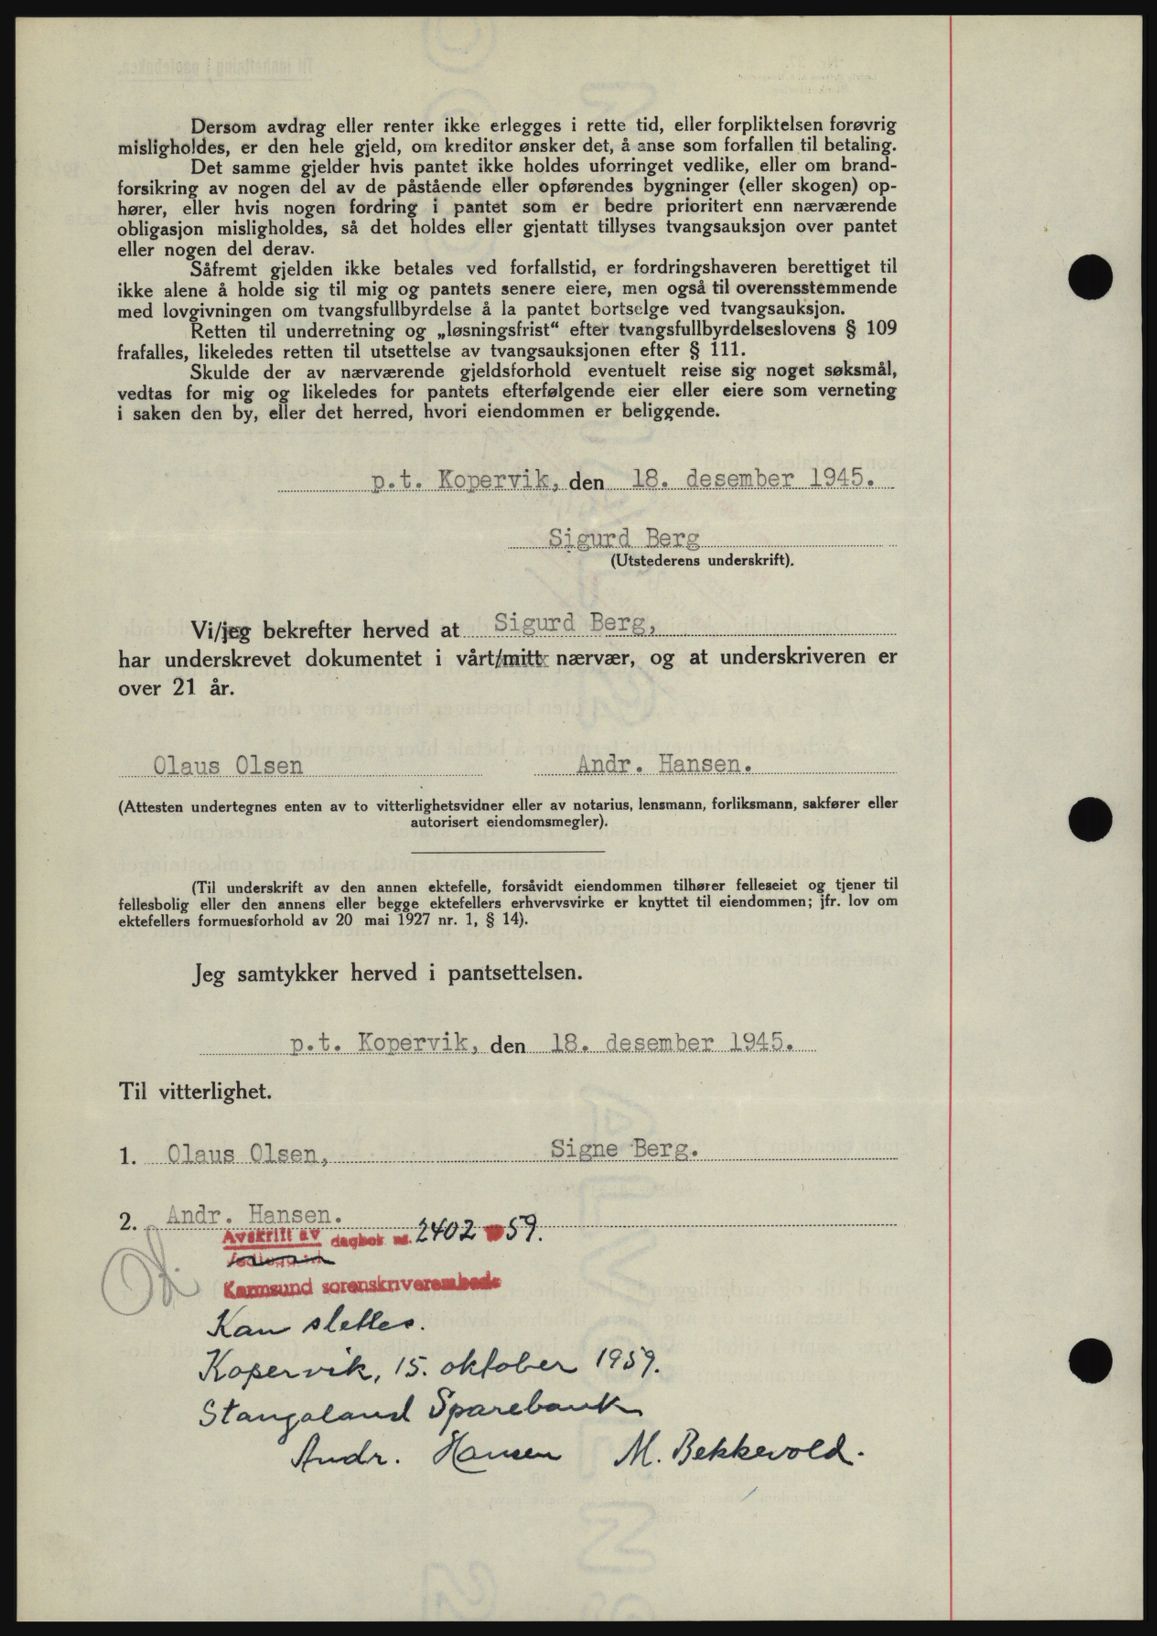 Dersom avdrag eller renter ikke erlegges i rette tid, eller forpliktelsen forøvrig
misligholdes, er den hele gjeld, om kreditor ønsker det, å anse som forfallen til betaling.
Det samme gjelder hvis pantet ikke holdes uforringet vedlike, eller om brand-
forsikring av nogen del av de påstående eller opførendes bygninger (eller skogen) op-
hører, eller hvis nogen fordring i pantet som er bedre prioritert enn nærværende
obligasjon misligholdes, så det holdes eller gjentatt tillyses tvangsauksjon over pantet
eller nogen del derav.
Såfremt gjelden ikke betales ved forfallstid, er fordringshaveren berettiget til
ikke alene å holde sig til mig og pantets senere eiere, men også til overensstemmende
med lovgivningen om tvangsfullbyrdelse å la pantet bortselge ved tvangsauksjon.
Retten til underretning og „løsningsfrist“ efter tvangsfullbyrdelseslovens § 109
frafalles, likeledes retten til utsettelse av tvangsauksjonen efter § 111.
Skulde der av nærværende gjeldsforhold eventuelt reise sig noget søksmål,
vedtas for mig og likeledes for pantets efterfølgende eier eller eiere som verneting
i saken den by, eller det herred, hvori eiendommen er beliggende.
p.t. Kopervik, den 18. desember 1945.
Sigurd Berg
(Utstederens underskrift).
Vi/jeg bekrefter herved at Sigurd Berg,
har underskrevet dokumentet i vårt/mitt nærvær, og at underskriveren er
over 21 år.
Olaus Olsen Andr. Hansen.
(Attesten undertegnes enten av to vitterlighetsvidner eller av notarius, lensmann, forliksmann, sakfører eller
autorisert eiendomsmegler).
(Til underskrift av den annen ektefelle, forsåvidt eiendommen tilhører felleseiet og tjener til
fellesbolig eller den annens eller begge ektefellers erhvervsvirke er knyttet til eiendommen; jfr. lov om
ektefellers formuesforhold av 20 mai 1927 nr. 1, § 14).
Jeg samtykker herved i pantsettelsen.
p.t. Kopervik, den 18. desember 1945.
Til vitterlighet.
1. Olaus Olsen, Signe Berg.
2. Andr. Hansen.
Avskrift av dagbok nr. 2402 59.
Karmsund sorenskriverembede
Kan slettes.
Kopervik, 15. oktober 1959.
Stangaland Sparebank
Andr. Hansen M. Bekkevold.